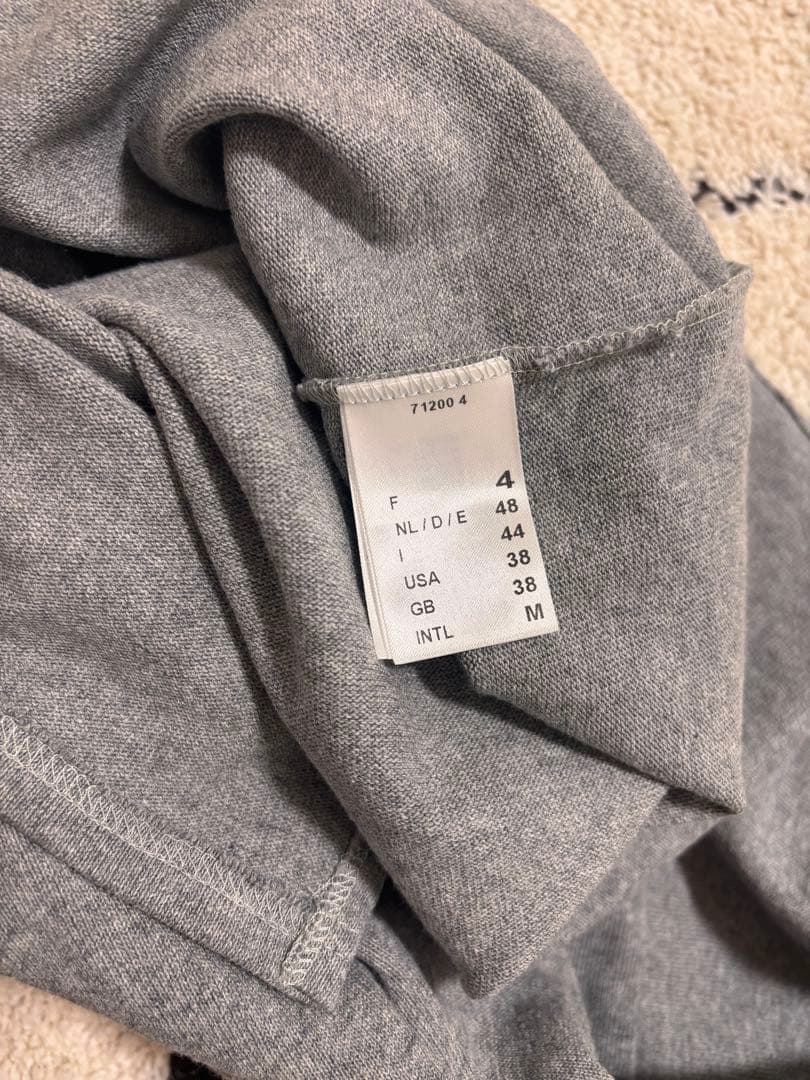 71200 4
F 4
NL / D / E 48
I 44
USA 38
GB 38
INTL M